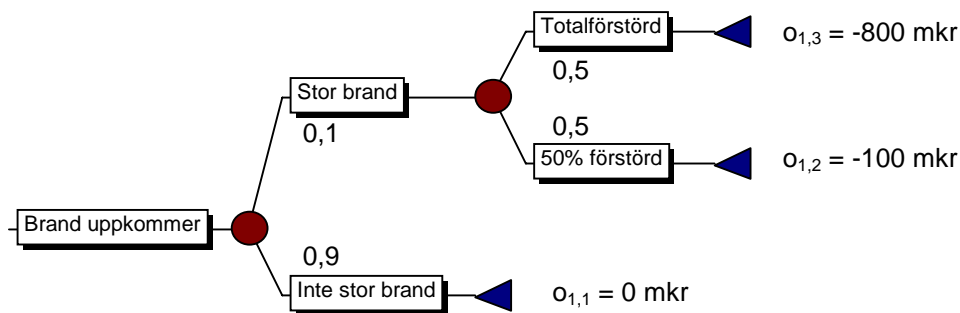 Totalförstörd
o1,3 = -800 mkr
0,5
Stor brand
0,1
0,5
50% förstörd
o1,2 = -100 mkr
Brand uppkommer
0,9
Inte stor brand
o1,1 = 0 mkr